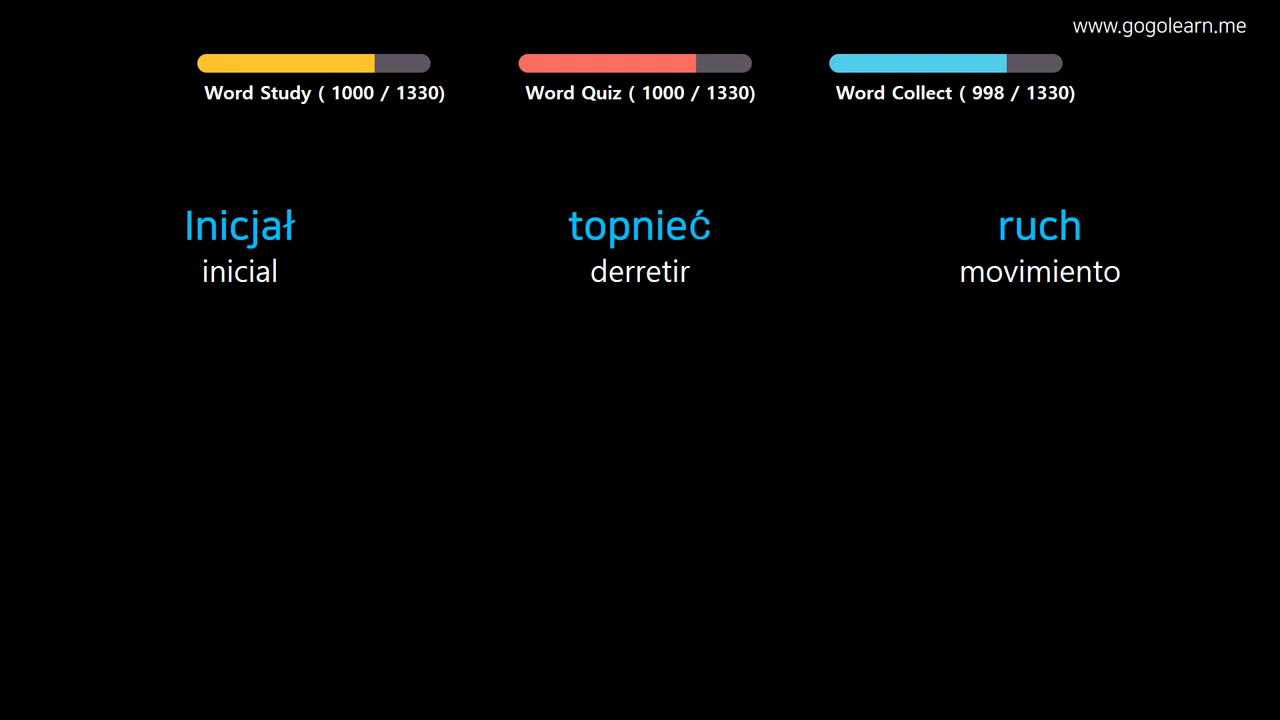 www.gogolearn.me
Word Study ( 1000 / 1330)
Word Quiz ( 1000 / 1330)
Word Collect ( 998 / 1330)
Inicjał
inicial
topnieć
derretir
ruch
movimiento